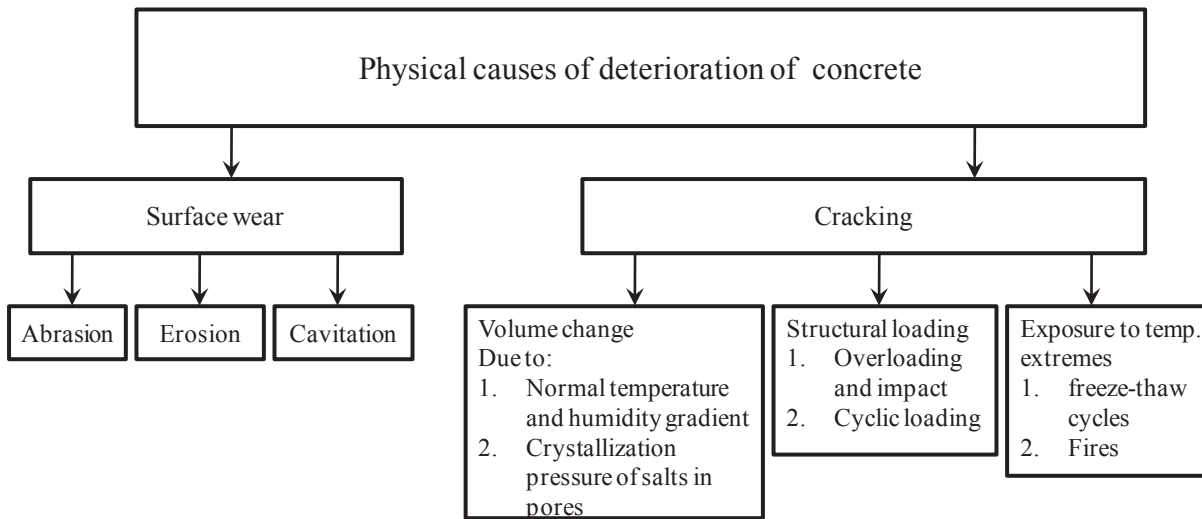 Physical causes of deterioration of concrete
Surface wear
Cracking
Abrasion
Erosion
Cavitation
Volume change
Due to:
1. Normal temperature
and humidity gradient
2. Crystallization
pressure of salts in
pores
Structural loading
1. Overloading
and impact
2. Cyclic loading
Exposure to temp.
extremes
1. freeze-thaw
cycles
2. Fires